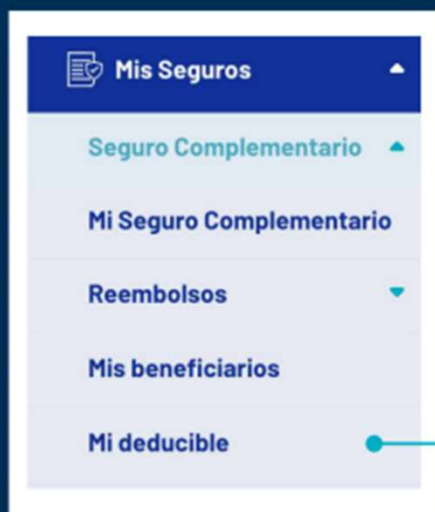 Mis Seguros
Seguro Complementario
Mi Seguro Complementario
Reembolsos
Mis beneficiarios
Mi deducible